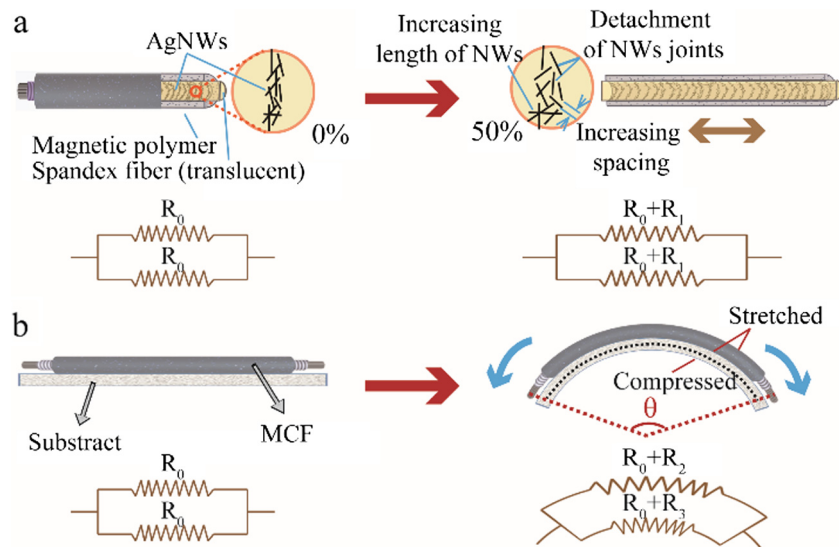 a
AgNWs
0%
Magnetic polymer
Spandex fiber (translucent)
Increasing
length of NWs
Detachment
of NWs joints
50%
Increasing
spacing
R0
R0
R0+R1
R0+R1
b
Substract
MCF
Stretched
Compressed
θ
R0
R0
R0+R2
R0+R3